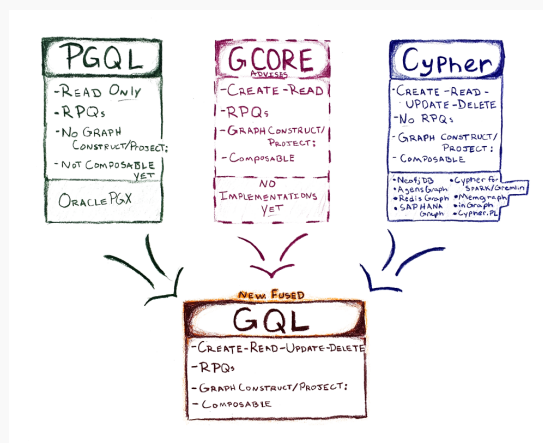 PGQL
-READ ONLY
-RPQs
-NO GRAPH
CONSTRUCT/PROJECT:
-NOT COMPOSABLE
YET
ORACLE PGX
GCORE
ADVISES
-CREATE-READ
-RPQs
-GRAPH CONSTRUCT/
PROJECT:
-COMPOSABLE
NO
IMPLEMENTATIONS
YET
Cypher
-CREATE-READ-
UPDATE-DELETE
-NO RPQs
-GRAPH CONSTRUCT/
PROJECT:
-COMPOSABLE
•Neo4jDB
•AgensGraph
•Redis Graph
•SAP HANA
Graph
•Cypher for
SPARK/Gremlin
•Memgraph
•inGraph
•Cypher.PL
NEW FUSED
GQL
-CREATE-READ-UPDATE-DELETE
-RPQs
-GRAPH CONSTRUCT/PROJECT:
-COMPOSABLE